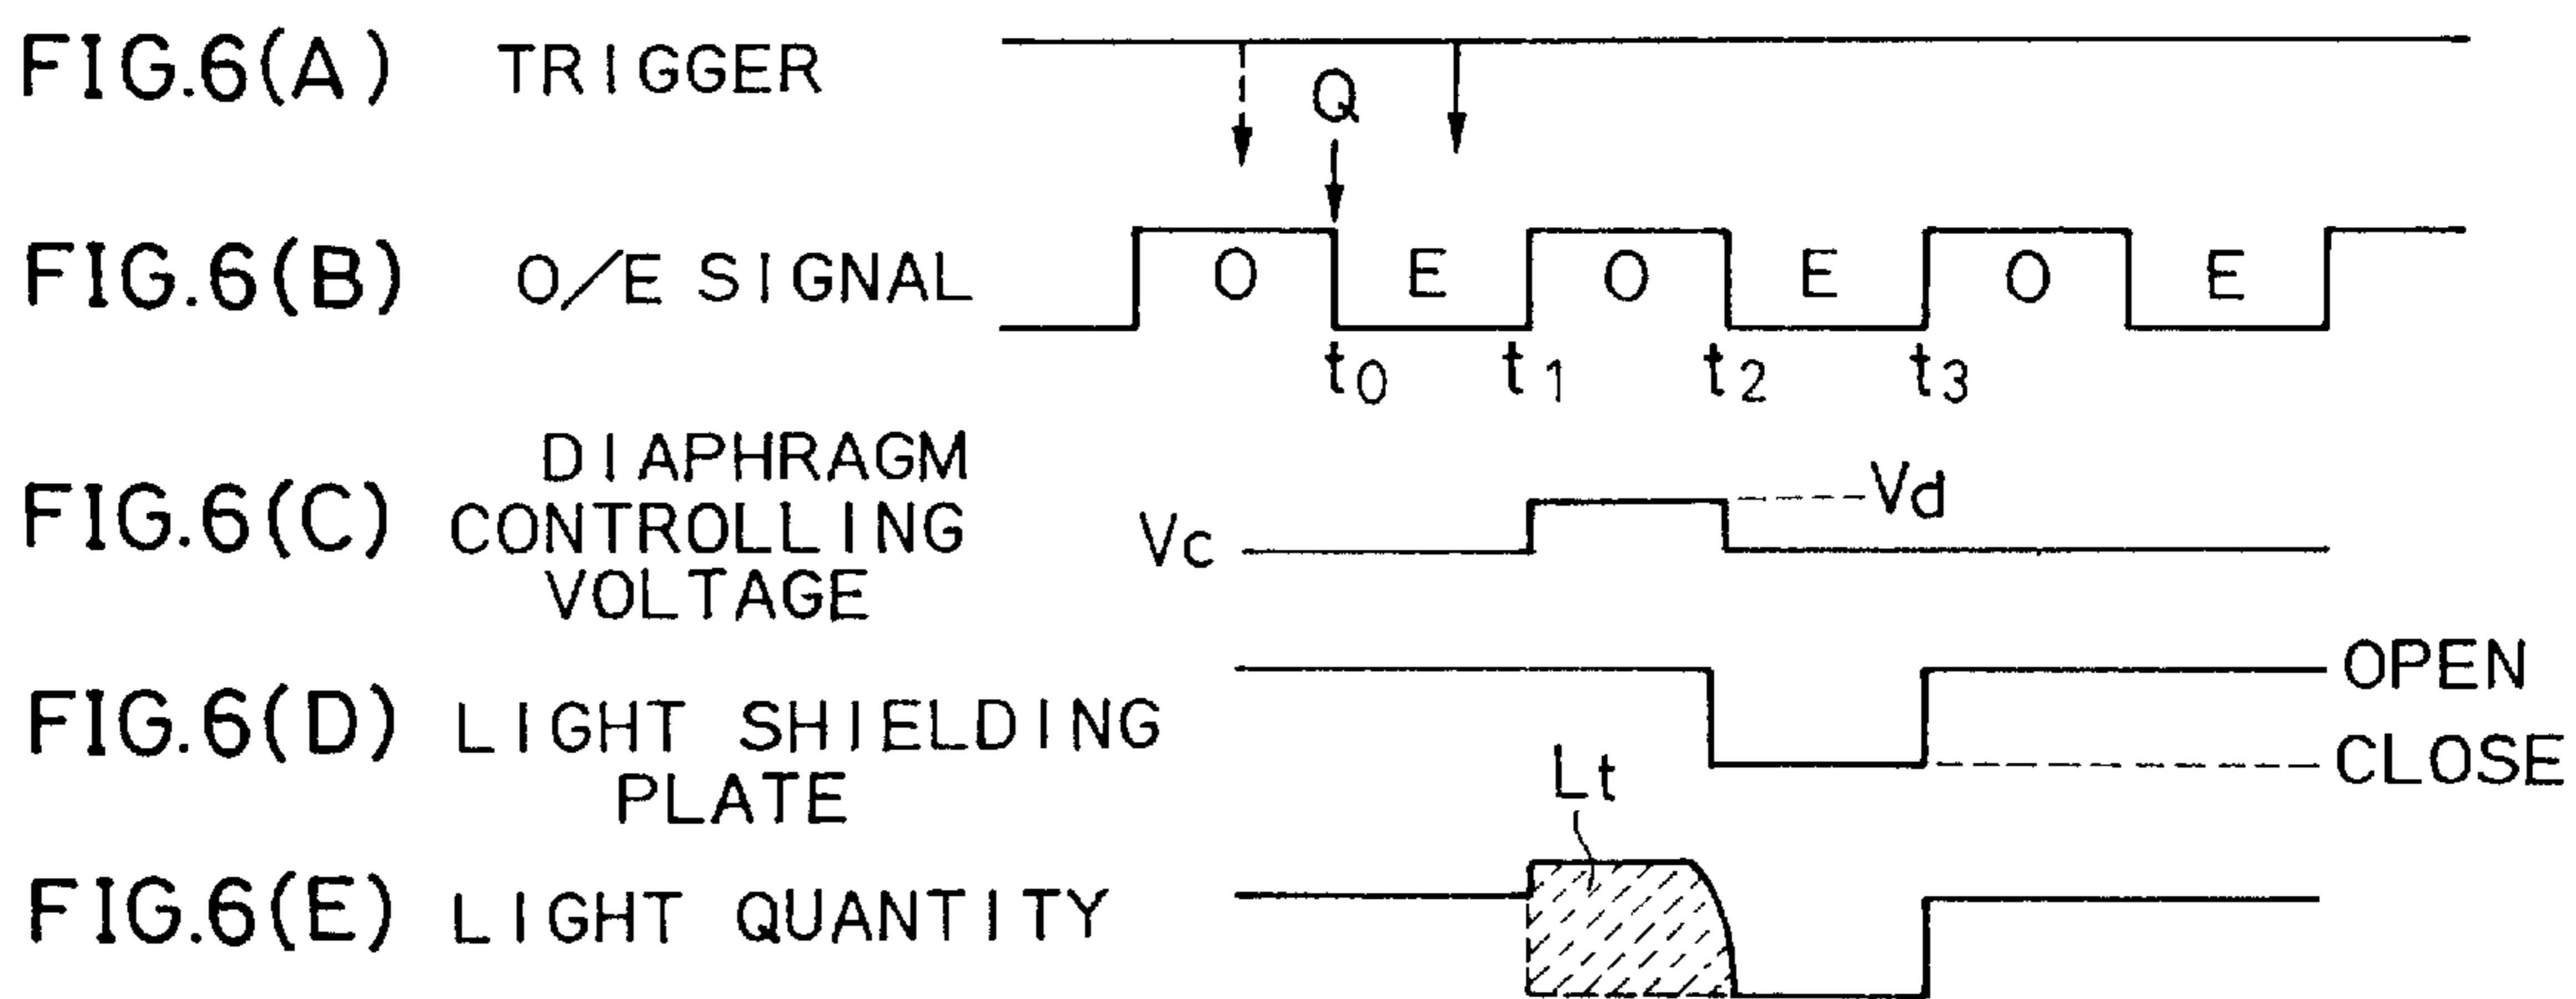 FIG.6(A) TRIGGER
Q
FIG.6(B) O/E SIGNAL O E O E O E
t0 t1 t2 t3
FIG.6(C) DIAPHRAGM
CONTROLLING
VOLTAGE
Vc Vd
FIG.6(D) LIGHT SHIELDING
PLATE
OPEN
CLOSE
Lt
FIG.6(E) LIGHT QUANTITY